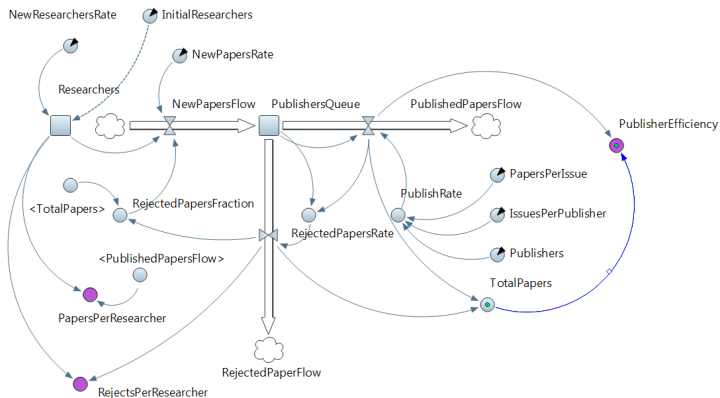 NewResearchersRate
InitialResearchers
NewPapersRate
Researchers
NewPapersFlow
PublishersQueue
PublishedPapersFlow
PublisherEfficiency
PapersPerIssue
<TotalPapers>
RejectedPapersFraction
PublishRate
IssuesPerPublisher
RejectedPapersRate
<PublishedPapersFlow>
Publishers
TotalPapers
PapersPerResearcher
RejectedPaperFlow
RejectsPerResearcher